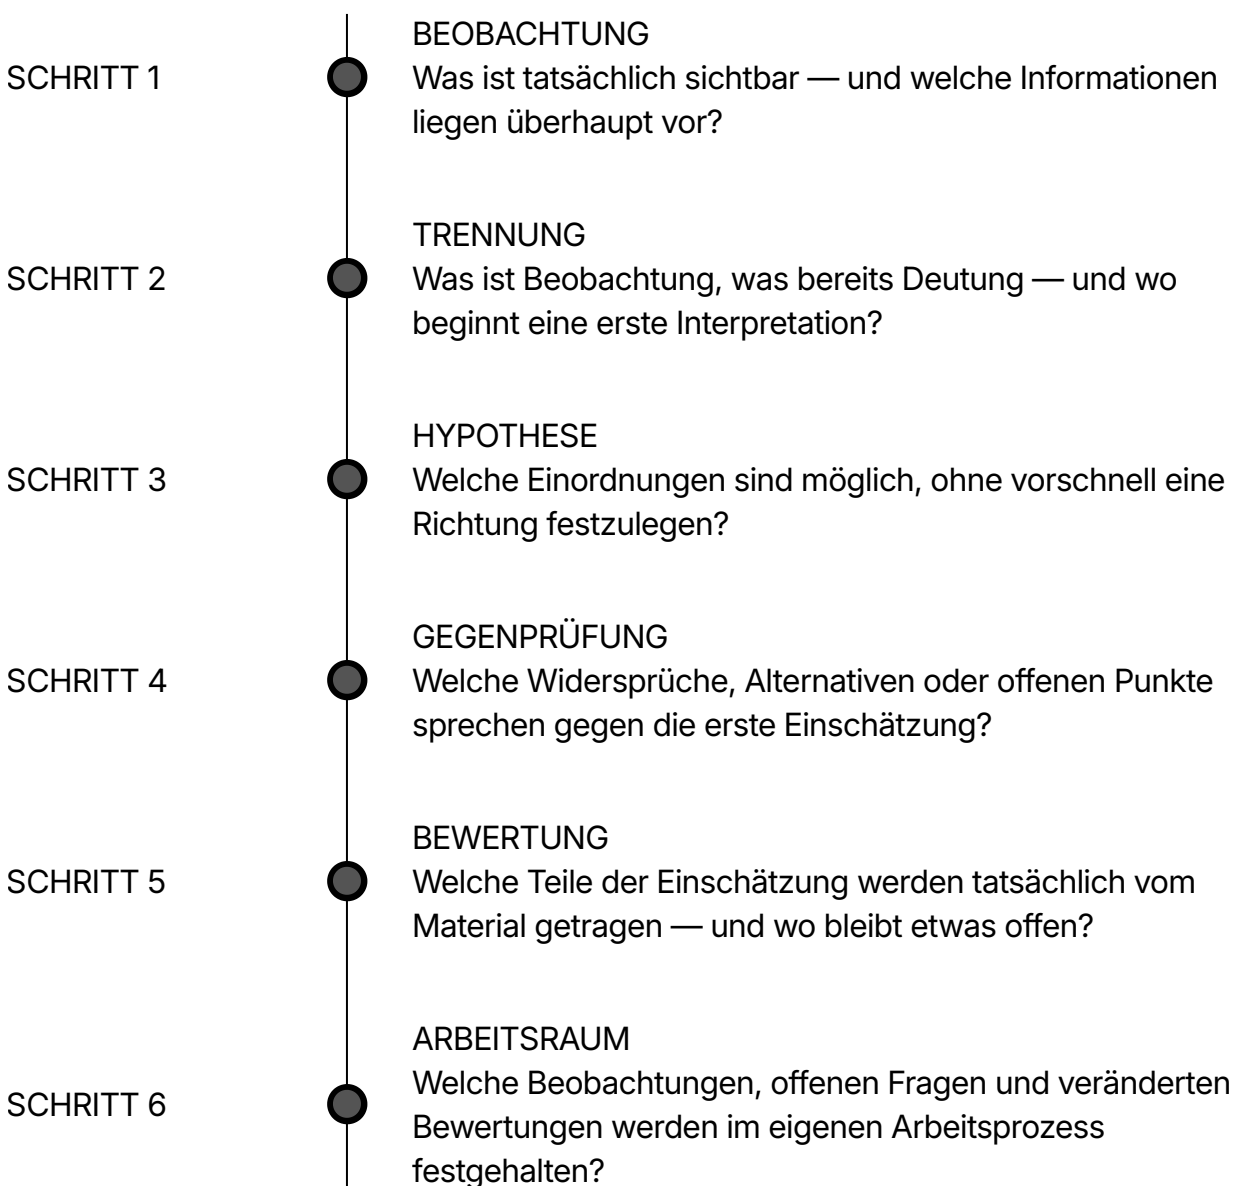 BEOBACHTUNG
SCHRITT 1
Was ist tatsächlich sichtbar — und welche Informationen
liegen überhaupt vor?
TRENNUNG
SCHRITT 2
Was ist Beobachtung, was bereits Deutung — und wo
beginnt eine erste Interpretation?
HYPOTHESE
SCHRITT 3
Welche Einordnungen sind möglich, ohne vorschnell eine
Richtung festzulegen?
GEGENPRÜFUNG
SCHRITT 4
Welche Widersprüche, Alternativen oder offenen Punkte
sprechen gegen die erste Einschätzung?
BEWERTUNG
SCHRITT 5
Welche Teile der Einschätzung werden tatsächlich vom
Material getragen — und wo bleibt etwas offen?
ARBEITSRAUM
Welche Beobachtungen, offenen Fragen und veränderten
SCHRITT 6
Bewertungen werden im eigenen Arbeitsprozess
festgehalten?